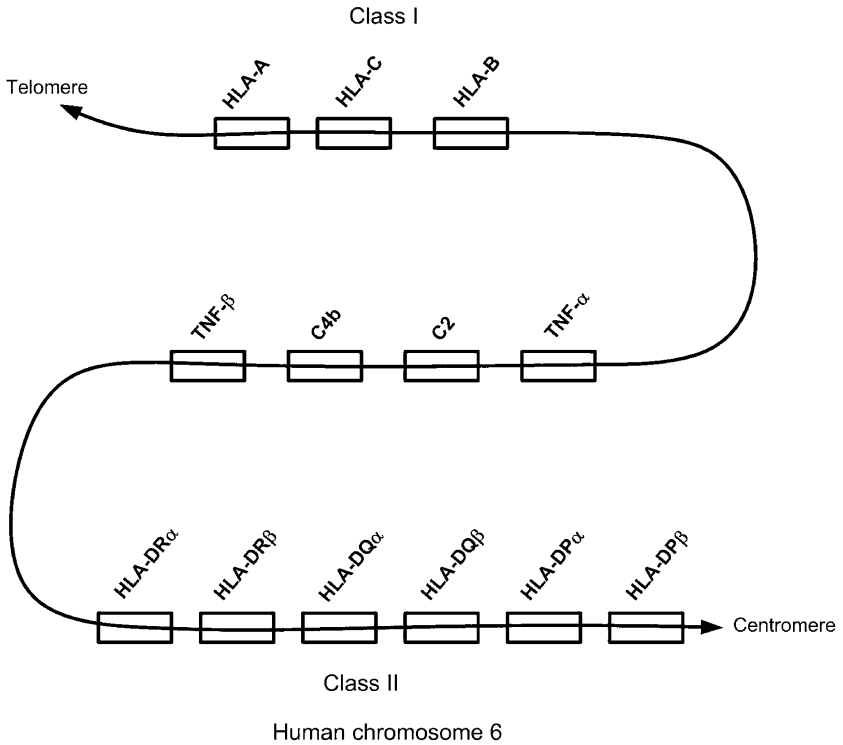 Class I
Telomere
HLA-A
HLA-C
HLA-B
TNF-β
C4b
C2
TNF-α
HLA-DRα
HLA-DRβ
HLA-DQα
HLA-DQβ
HLA-DPα
HLA-DPβ
Centromere
Class II
Human chromosome 6